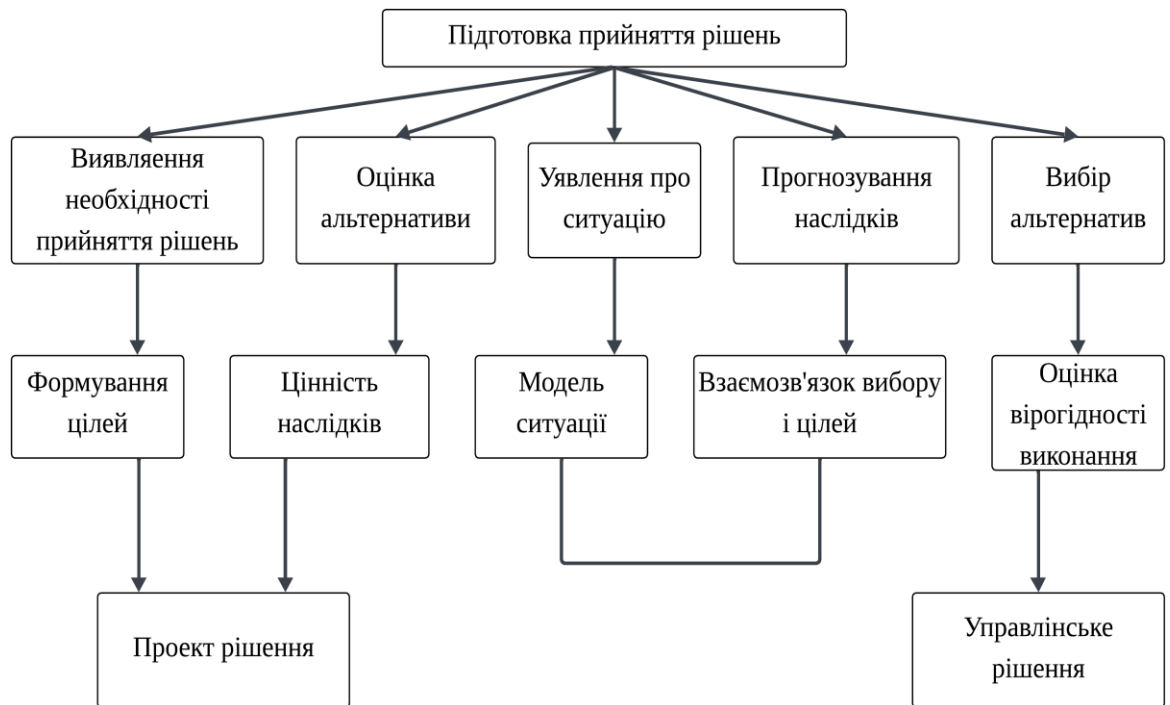 Підготовка прийняття рішень
Виявляення
необхідності
прийняття рішень
Оцінка
альтернативи
Уявлення про
ситуацію
Прогнозування
наслідків
Вибір
альтернатив
Формування
цілей
Цінність
наслідків
Модель
ситуації
Взаємозв'язок вибору
і цілей
Оцінка
вірогідності
виконання
Проект рішення
Управлінське
рішення